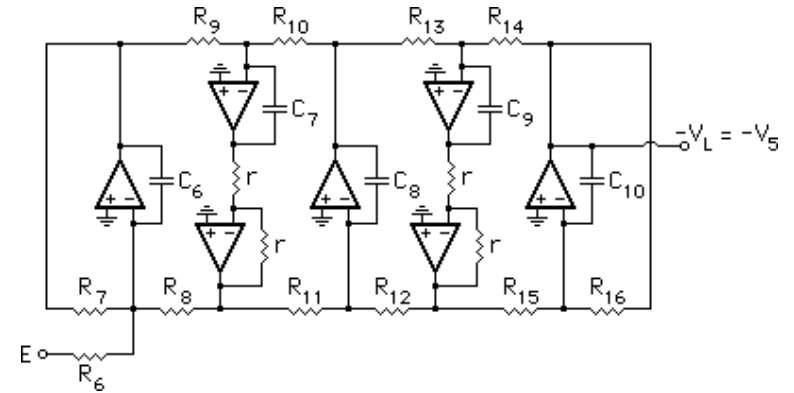 R9 R10 R13 R14
+ − + −
C7 C9
−VL = −V5
C6 r C8 r C10
+ − + − + −
+ − r + − r
R7 R8 R11 R12 R15 R16
E
R6